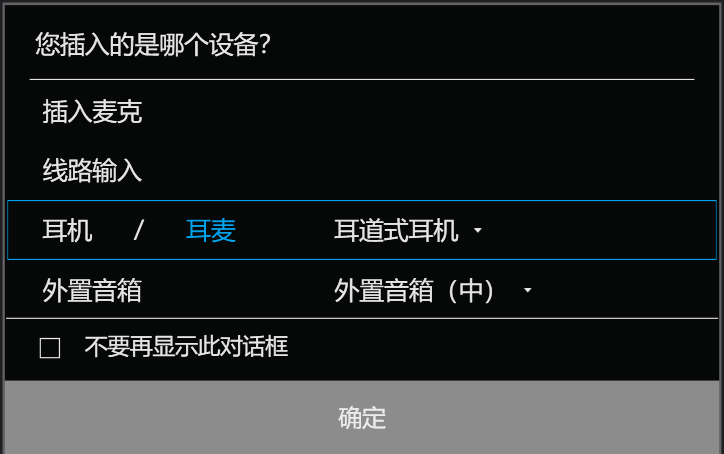 您插入的是哪个设备?
插入麦克
线路输入
耳机 / 耳麦 耳道式耳机
外置音箱 外置音箱（中）
不要再显示此对话框
确定